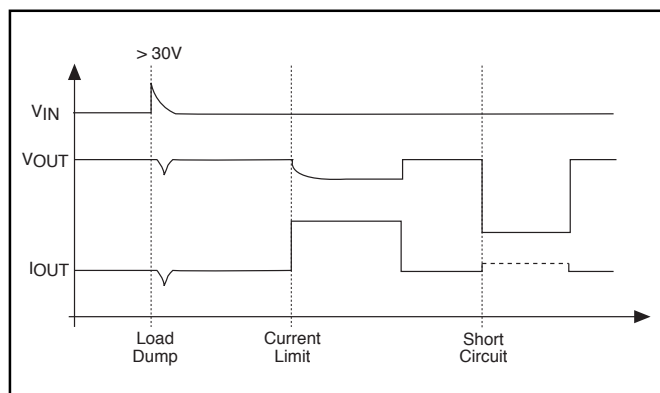 > 30V
VIN
VOUT
IOUT
Load
Dump
Current
Limit
Short
Circuit